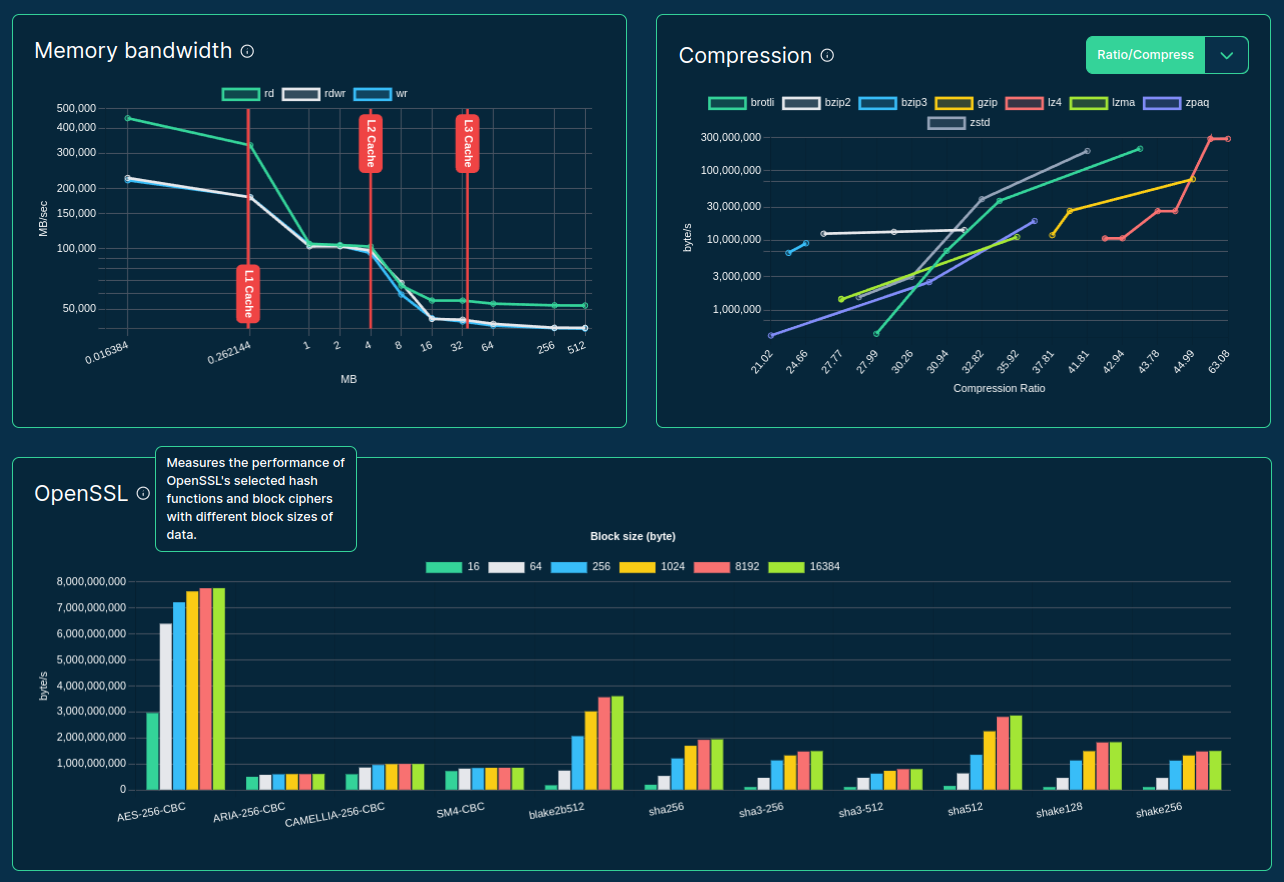 Memory bandwidth
rd rdwr wr
500,000
400,000
300,000
200,000
150,000
100,000
50,000
MB/sec
L1 Cache
L2 Cache
L3 Cache
0.016384 0.262144 1 2 4 8 16 32 64 256 512
MB
Compression
Ratio/Compress
brotli bzip2 bzip3 gzip lz4 lzma zpaq
zstd
300,000,000
100,000,000
30,000,000
10,000,000
3,000,000
1,000,000
byte/s
21.02 24.66 27.77 27.99 30.26 30.94 32.82 35.92 37.81 41.81 42.94 43.78 44.99 63.08
Compression Ratio
OpenSSL
Measures the performance of
OpenSSL's selected hash
functions and block ciphers
with different block sizes of
data.
Block size (byte)
16 64 256 1024 8192 16384
8,000,000,000
7,000,000,000
6,000,000,000
5,000,000,000
4,000,000,000
3,000,000,000
2,000,000,000
1,000,000,000
0
byte/s
AES-256-CBC ARIA-256-CBC CAMELLIA-256-CBC SM4-CBC blake2b512 sha256 sha3-256 sha3-512 sha512 shake128 shake256